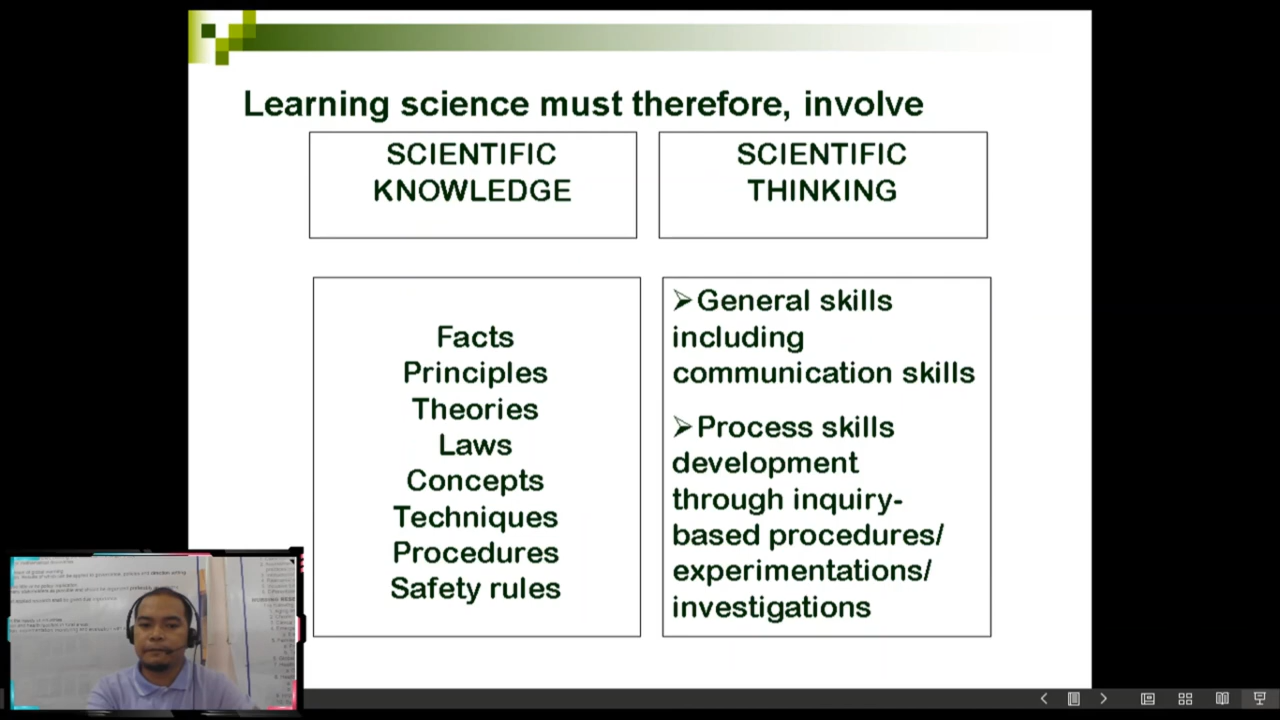 Learning science must therefore, involve
SCIENTIFIC
KNOWLEDGE
SCIENTIFIC
THINKING
Facts
Principles
Theories
Laws
Concepts
Techniques
Procedures
Safety rules
➢General skills
including
communication skills
➢Process skills
development
through inquiry-
based procedures/
experimentations/
investigations